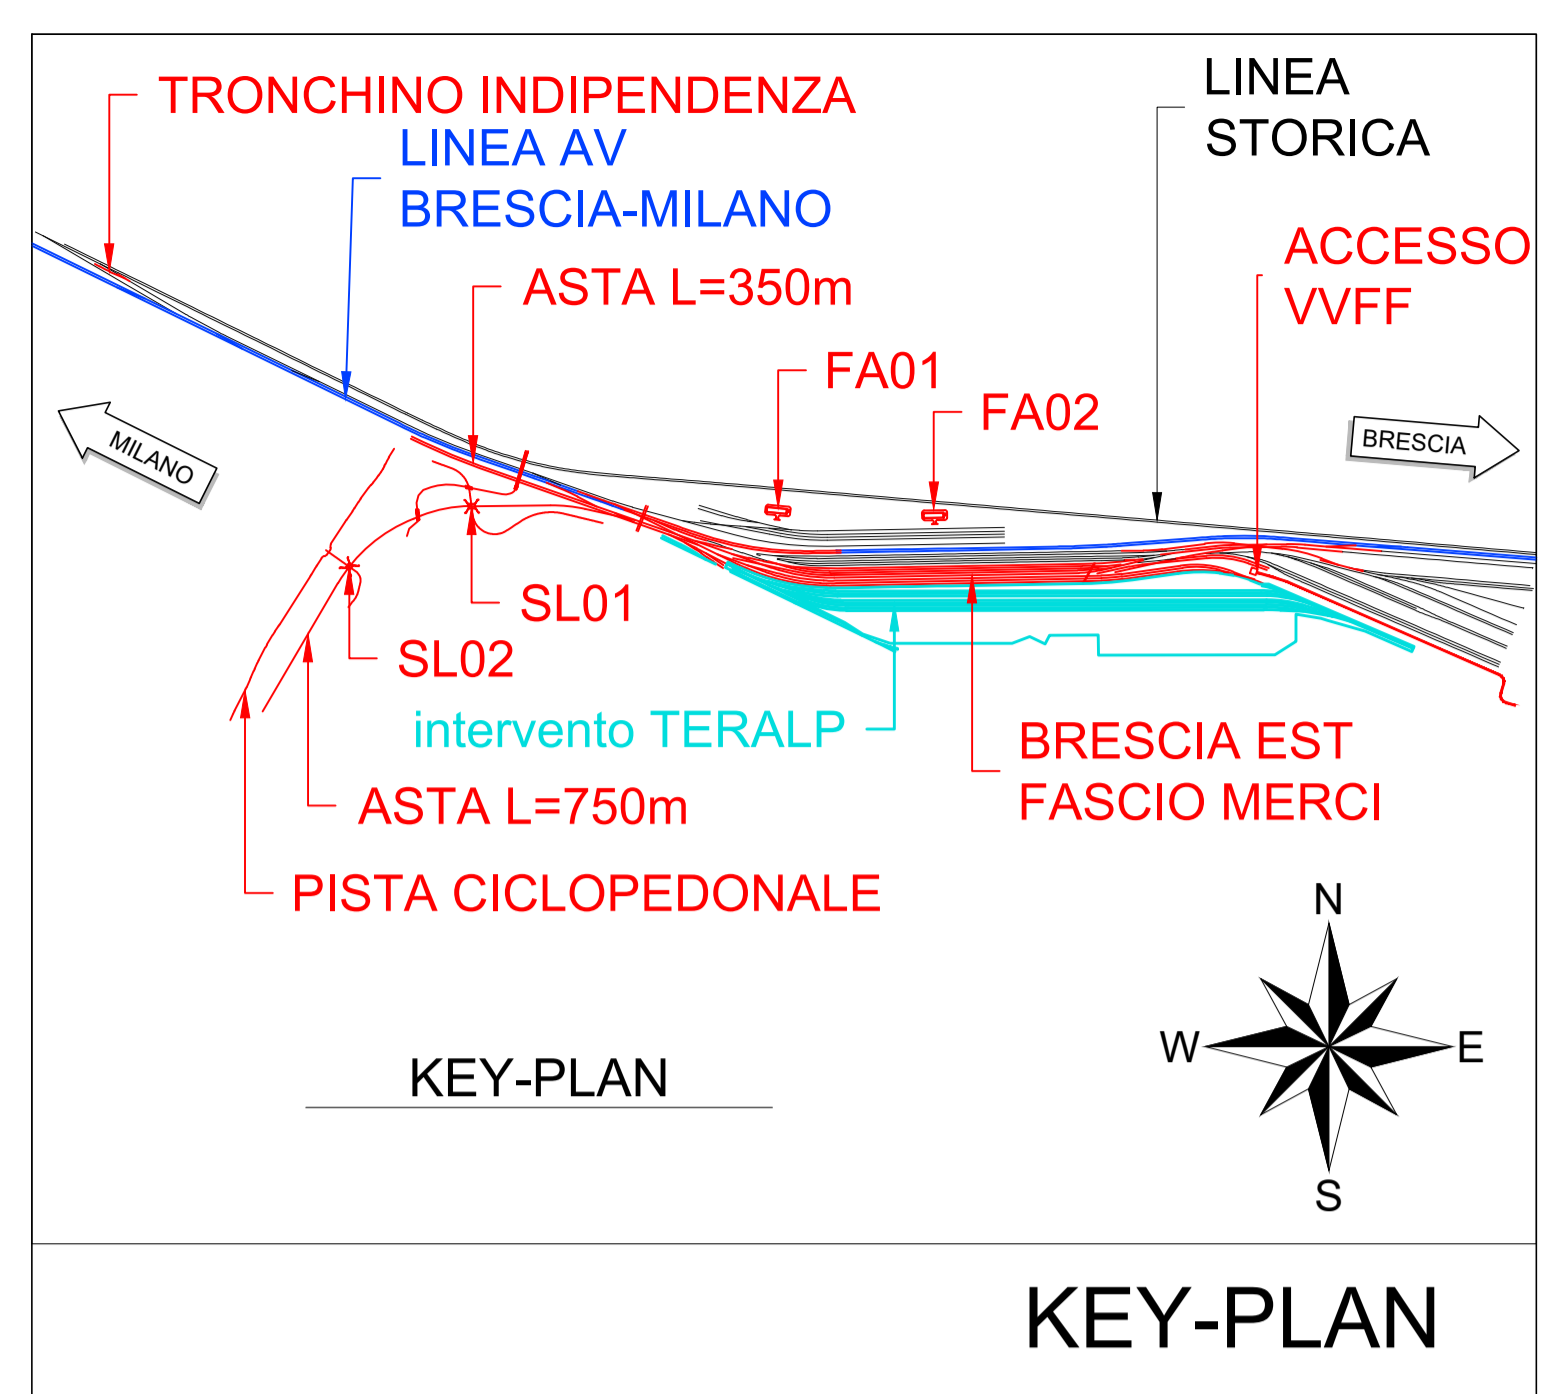 TRONCHINO INDIPENDENZA
LINEA AV
BRESCIA-MILANO
LINEA
STORICA
ASTA L=350m
ACCESSO
VVFF
FA01
FA02
MILANO
BRESCIA
SL01
SL02
intervento TERALP
BRESCIA EST
FASCIO MERCI
ASTA L=750m
PISTA CICLOPEDONALE
N
W
E
S
KEY-PLAN
KEY-PLAN